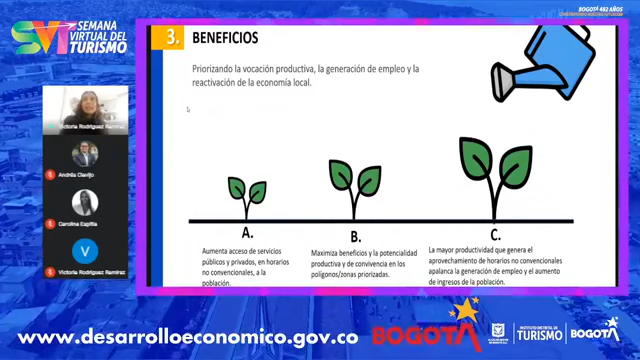 SVT
SEMANA
VIRTUAL DEL
TURISMO
BOGOTÁ 482 AÑOS
3.
BENEFICIOS
Priorizando la vocación productiva, la generación de empleo y la
reactivación de la economía local.
Victoria Rodriguez Ramirez
Andrés Clavijo
Carolina Espitia
V
Victoria Rodriguez Ramirez
A.
Aumenta acceso de servicios
públicos y privados, en horarios
no convencionales, a la
población.
B.
Maximiza beneficios y la potencialidad
productiva y de convivencia en los
polígonos/zonas priorizadas.
C.
La mayor productividad que genera el
aprovechamiento de horarios no convencionales
apalanca la generación de empleo y el aumento
de ingresos de la población.
www.desarrolloeconomico.gov.co
BOGOTÁ
INSTITUTO DISTRITAL DE
TURISMO
BOGOTÁ